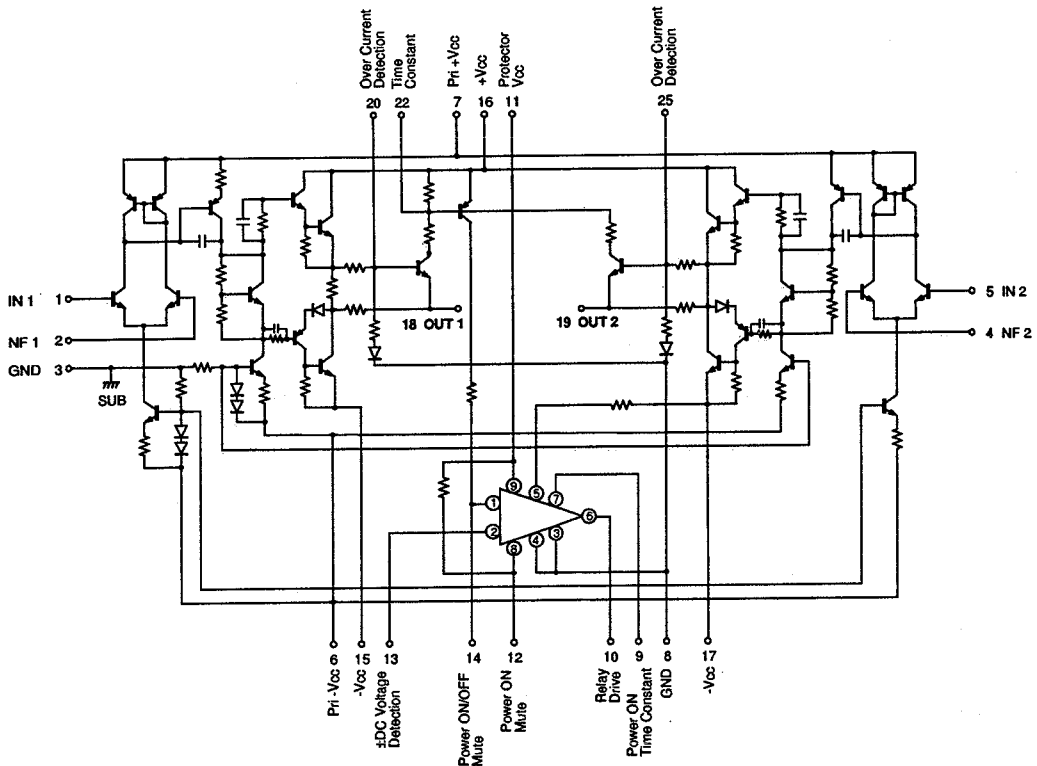 Over Current
Detection
20
Time
Constant
22
Pri +Vcc
7
+Vcc
16
Protector
Vcc
11
Over Current
Detection
25
IN 1 1
NF 1 2
GND 3
SUB
18 OUT 1
19 OUT 2
5 IN 2
4 NF 2
9
5
7
1
2
6
8
4
3
Pri -Vcc 6
-Vcc 15
±DC Voltage
Detection
13
Power ON/OFF
Mute
14
Power ON
Mute
12
Relay
Drive
10
Power ON
Time Constant
9
GND 8
-Vcc 17